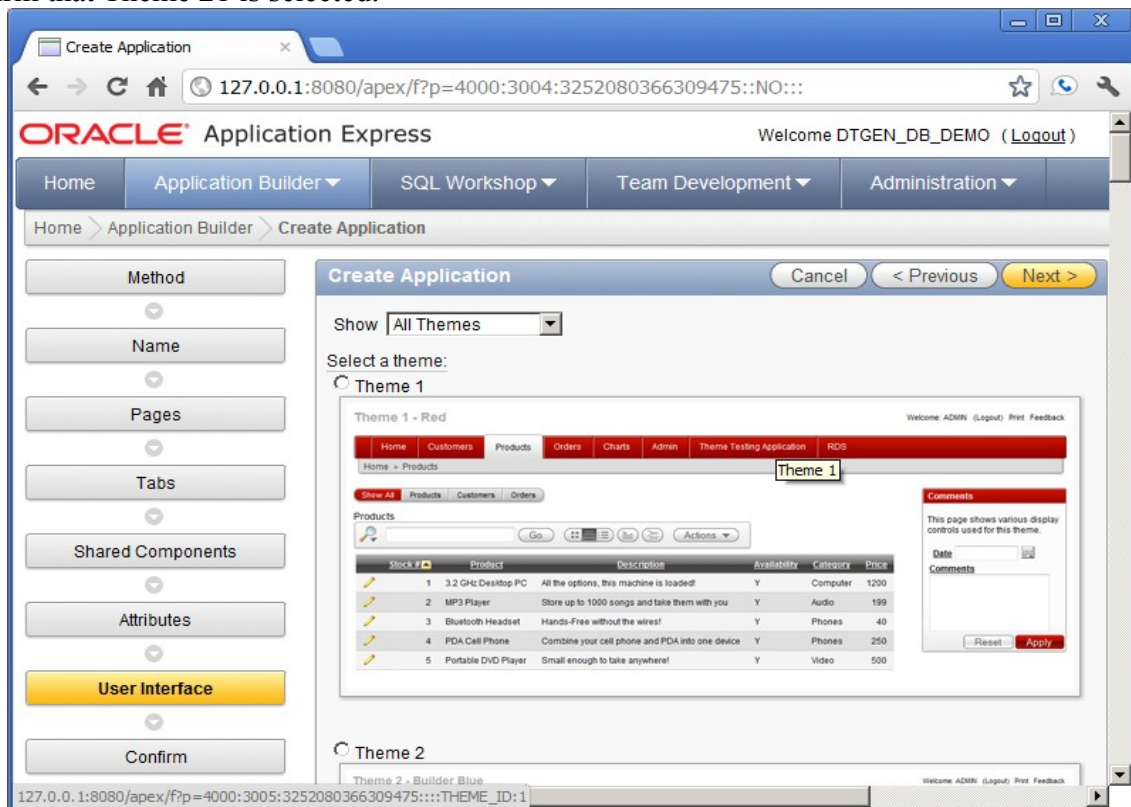 Create Application
127.0.0.1:8080/apex/f?p=4000:3004:3252080366309475::NO:::
ORACLE Application Express
Welcome DTGEN_DB_DEMO ( Logout )
Home Application Builder SQL Workshop Team Development Administration
Home Application Builder Create Application
Method
Name
Pages
Tabs
Shared Components
Attributes
User Interface
Confirm
Create Application Cancel < Previous Next >
Show All Themes
Select a theme:
Theme 1
Theme 1 - Red Welcome: ADMIN (Logout) Print Feedback
Home Customers Products Orders Charts Admin Theme Testing Application RDS
Home > Products
Theme 1
Show All Products Customers Orders
Products
Go Actions
Stock # Product Description Availability Category Price
1 3.2 GHz Desktop PC All the options, this machine is loaded! Y Computer 1200
2 MP3 Player Store up to 1000 songs and take them with you Y Audio 199
3 Bluetooth Headset Hands-Free without the wires! Y Phones 40
4 PDA Cell Phone Combine your cell phone and PDA into one device Y Phones 250
5 Portable DVD Player Small enough to take anywhere! Y Video 500
Comments
This page shows various display
controls used for this theme.
Date
Comments
Reset Apply
Theme 2
Theme 2 - Builder Blue Welcome: ADMIN (Logout) Print Feedback
127.0.0.1:8080/apex/f?p=4000:3005:3252080366309475::::THEME_ID:1